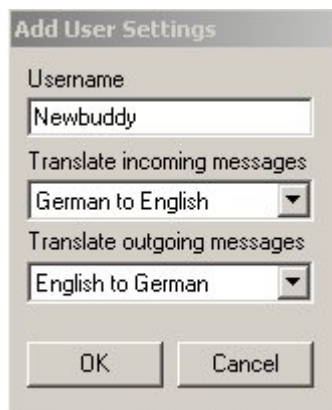 Add User Settings
Username
Newbuddy
Translate incoming messages
German to English
Translate outgoing messages
English to German
OK Cancel